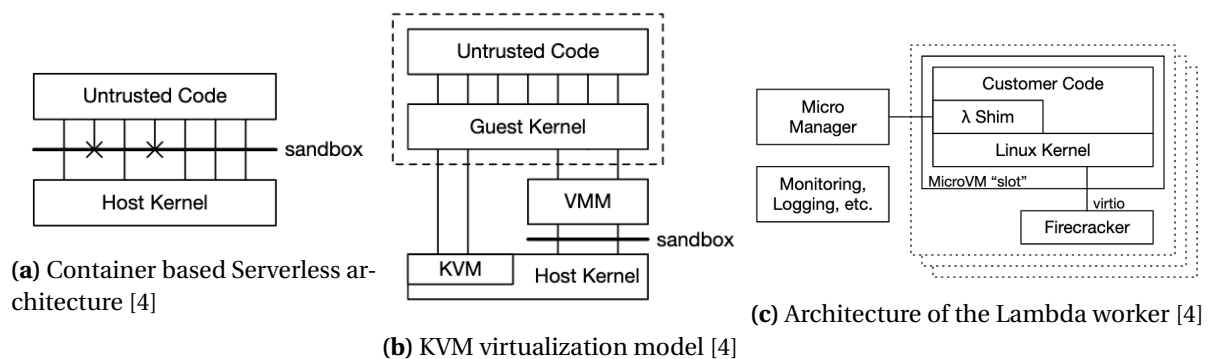 Untrusted Code
sandbox
Host Kernel
(a) Container based Serverless ar-
chitecture [4]
Untrusted Code
Guest Kernel
VMM
sandbox
KVM
Host Kernel
(b) KVM virtualization model [4]
Micro
Manager
Monitoring,
Logging, etc.
Customer Code
λ Shim
Linux Kernel
MicroVM “slot”
virtio
Firecracker
(c) Architecture of the Lambda worker [4]